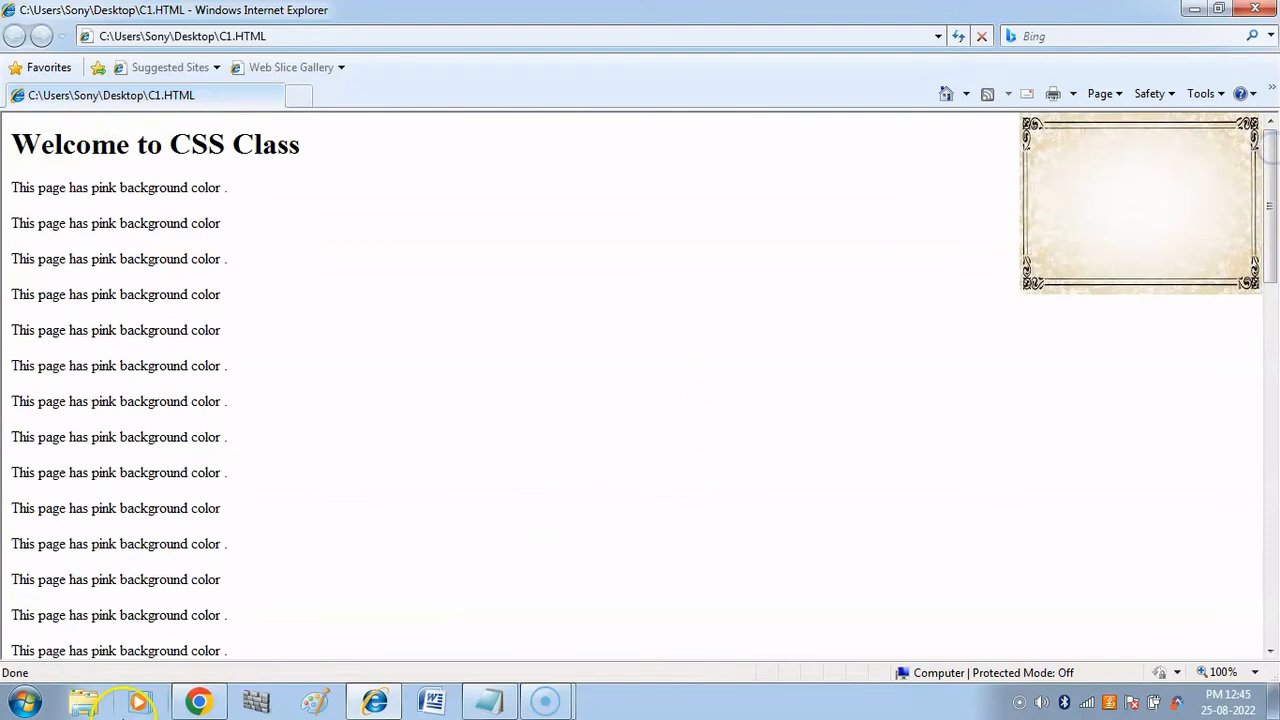 C:\Users\Sony\Desktop\C1.HTML - Windows Internet Explorer
C:\Users\Sony\Desktop\C1.HTML
Bing
Favorites Suggested Sites Web Slice Gallery
C:\Users\Sony\Desktop\C1.HTML
Page Safety Tools
Welcome to CSS Class
This page has pink background color .
This page has pink background color
This page has pink background color .
This page has pink background color
This page has pink background color
This page has pink background color .
This page has pink background color .
This page has pink background color .
This page has pink background color .
This page has pink background color
This page has pink background color .
This page has pink background color
This page has pink background color .
This page has pink background color .
Done
Computer | Protected Mode: Off
100%
PM 12:45
25-08-2022